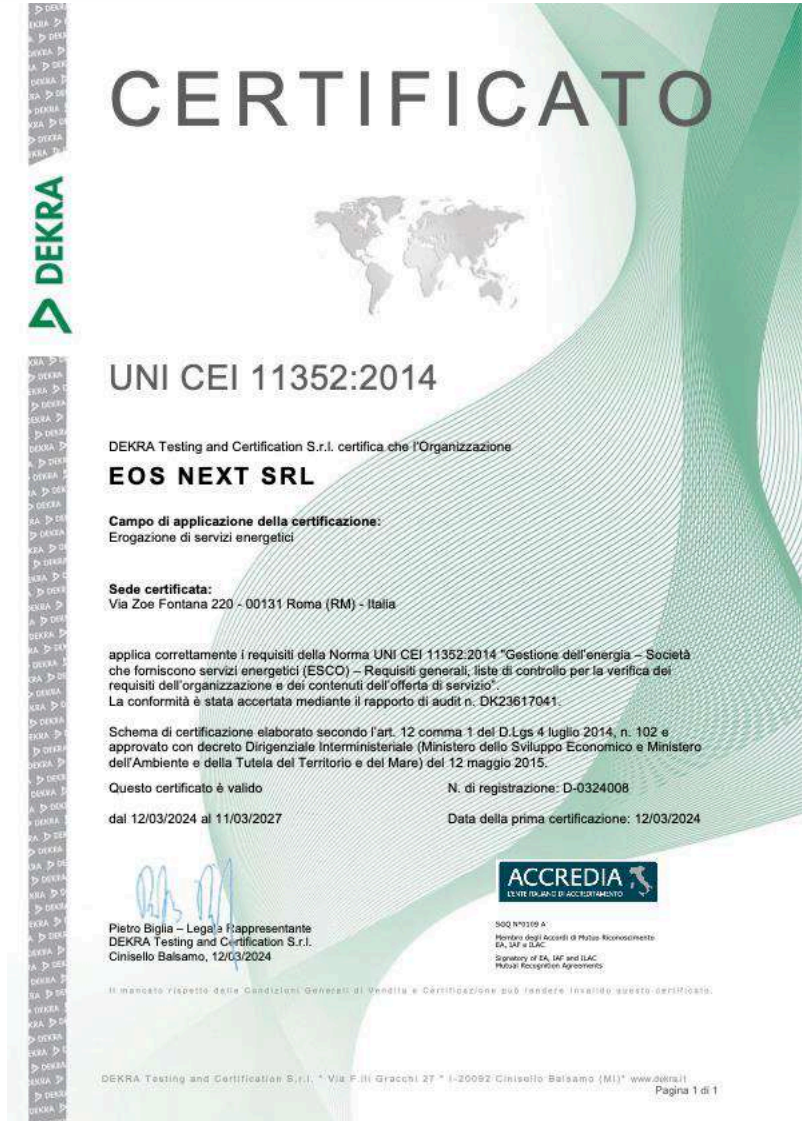 CERTIFICATO
DEKRA
UNI CEI 11352:2014
DEKRA Testing and Certification S.r.l. certifica che l'Organizzazione
EOS NEXT SRL
Campo di applicazione della certificazione:
Erogazione di servizi energetici
Sede certificata:
Via Zoe Fontana 220 - 00131 Roma (RM) - Italia
applica correttamente i requisiti della Norma UNI CEI 11352:2014 "Gestione dell'energia – Società
che forniscono servizi energetici (ESCO) – Requisiti generali, liste di controllo per la verifica dei
requisiti dell'organizzazione e dei contenuti dell'offerta di servizio".
La conformità è stata accertata mediante il rapporto di audit n. DK23617041.
Schema di certificazione elaborato secondo l'art. 12 comma 1 del D.Lgs 4 luglio 2014, n. 102 e
approvato con decreto Dirigenziale Interministeriale (Ministero dello Sviluppo Economico e Ministero
dell'Ambiente e della Tutela del Territorio e del Mare) del 12 maggio 2015.
Questo certificato è valido
N. di registrazione: D-0324008
dal 12/03/2024 al 11/03/2027
Data della prima certificazione: 12/03/2024
ACCREDIA
L'ENTE ITALIANO DI ACCREDITAMENTO
Pietro Biglia – Legale Rappresentante
DEKRA Testing and Certification S.r.l.
Cinisello Balsamo, 12/03/2024
SGQ N°0109 A
Membro degli Accordi di Mutuo Riconoscimento
EA, IAF e ILAC
Signatory of EA, IAF and ILAC
Mutual Recognition Agreements
Il mancato rispetto delle Condizioni Generali di Vendita e Certificazione può rendere invalido questo certificato.
DEKRA Testing and Certification S.r.l. * Via F.lli Gracchi 27 * I-20092 Cinisello Balsamo (MI)* www.dekra.it
Pagina 1 di 1